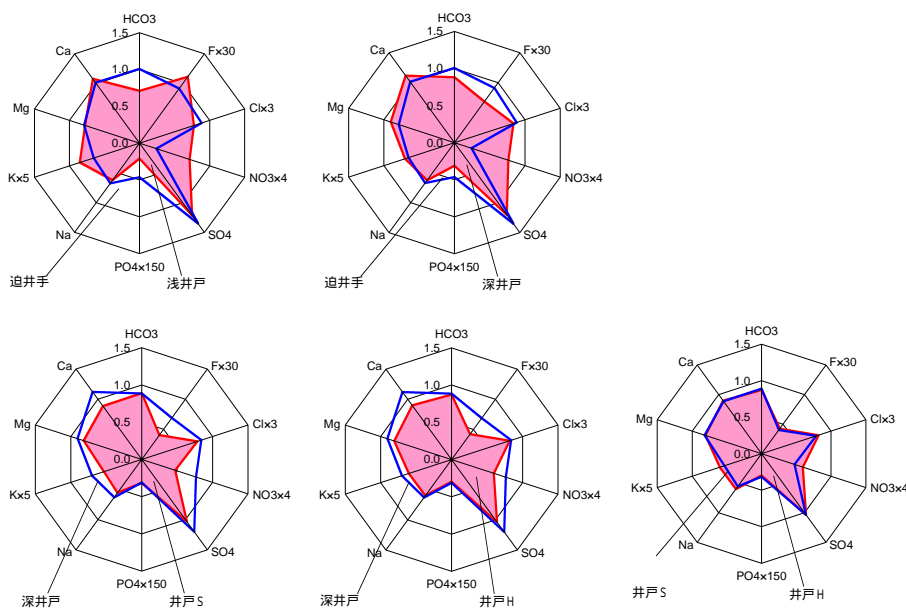 HCO3
1.5
Ca
F×30
1.0
Mg
Cl×3
0.5
0.0
K×5
NO3×4
Na
SO4
PO4×150
迫井手
浅井戸
HCO3
1.5
Ca
F×30
1.0
Mg
Cl×3
0.5
0.0
K×5
NO3×4
Na
SO4
PO4×150
迫井手
深井戸
HCO3
1.5
Ca
F×30
1.0
Mg
Cl×3
0.5
0.0
K×5
NO3×4
Na
SO4
PO4×150
深井戸
井戸S
HCO3
1.5
Ca
F×30
1.0
Mg
Cl×3
0.5
0.0
K×5
NO3×4
Na
SO4
PO4×150
深井戸
井戸H
HCO3
1.5
Ca
F×30
1.0
Mg
Cl×3
0.5
0.0
K×5
NO3×4
Na
SO4
PO4×150
井戸S
井戸H